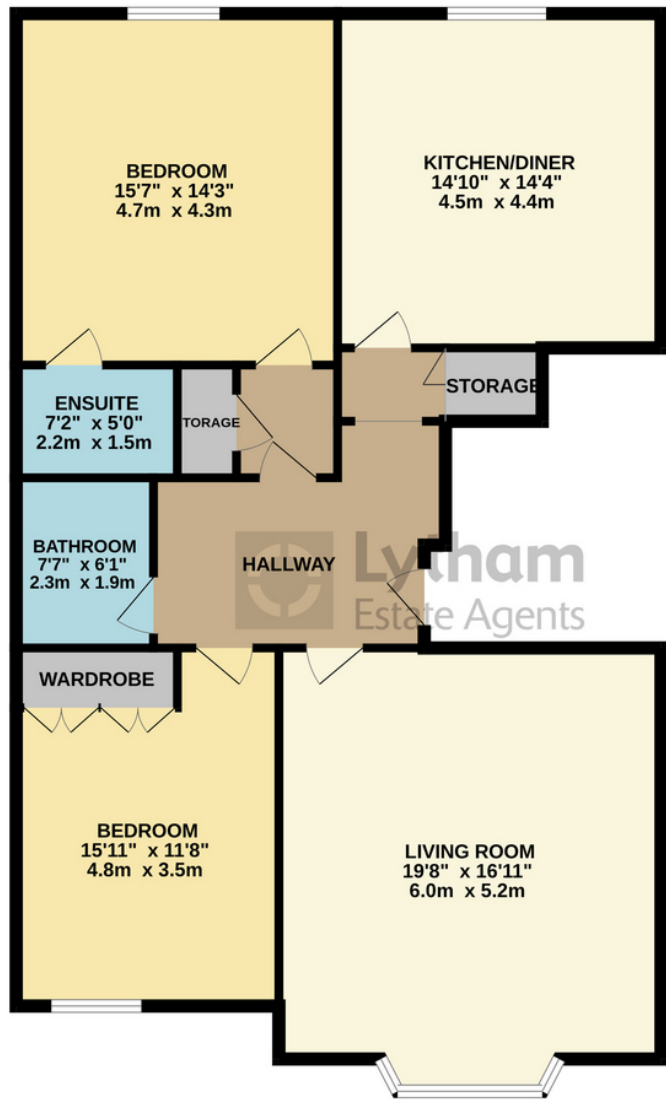 BEDROOM
15'7" x 14'3"
4.7m x 4.3m
KITCHEN/DINER
14'10" x 14'4"
4.5m x 4.4m
ENSUITE
7'2" x 5'0"
2.2m x 1.5m
TORAGE
STORAGE
BATHROOM
7'7" x 6'1"
2.3m x 1.9m
HALLWAY
Lytham
Estate Agents
WARDROBE
BEDROOM
15'11" x 11'8"
4.8m x 3.5m
LIVING ROOM
19'8" x 16'11"
6.0m x 5.2m